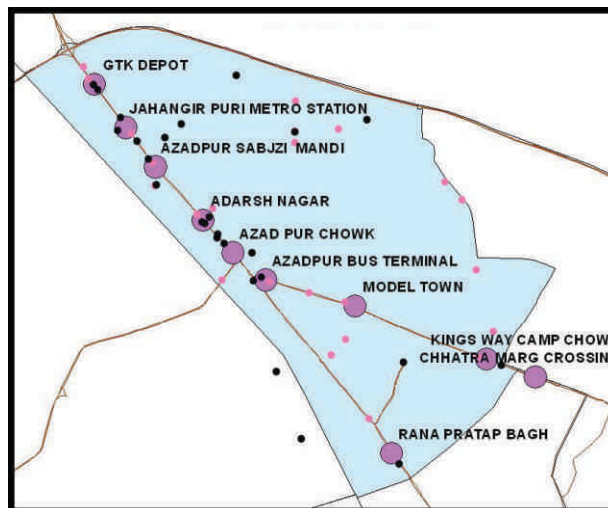 GTK DEPOT
JAHANGIR PURI METRO STATION
AZADPUR SABJZI MANDI
ADARSH NAGAR
AZAD PUR CHOWK
AZADPUR BUS TERMINAL
MODEL TOWN
KINGS WAY CAMP CHOW
CHHATRA MARG CROSSIN
RANA PRATAP BAGH